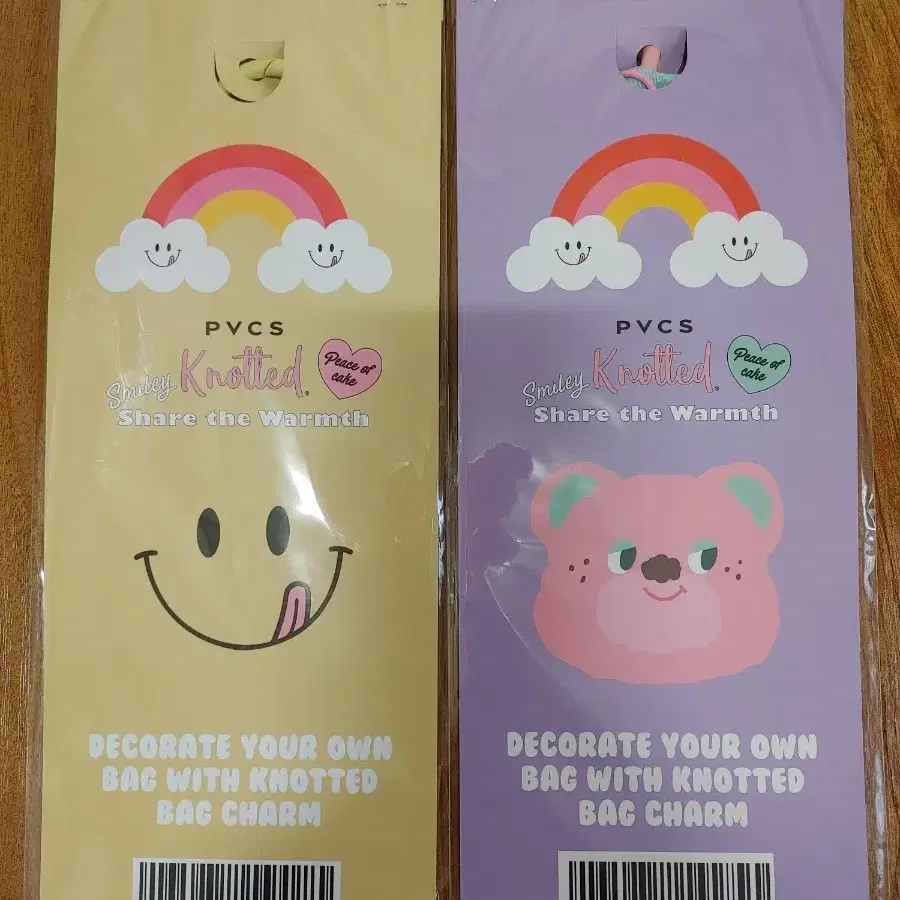 PVCS
Smiley Knotted®
Peace of
cake
Share the Warmth
DECORATE YOUR OWN
BAG WITH KNOTTED
BAG CHARM
PVCS
Smiley Knotted®
Peace of
cake
Share the Warmth
DECORATE YOUR OWN
BAG WITH KNOTTED
BAG CHARM